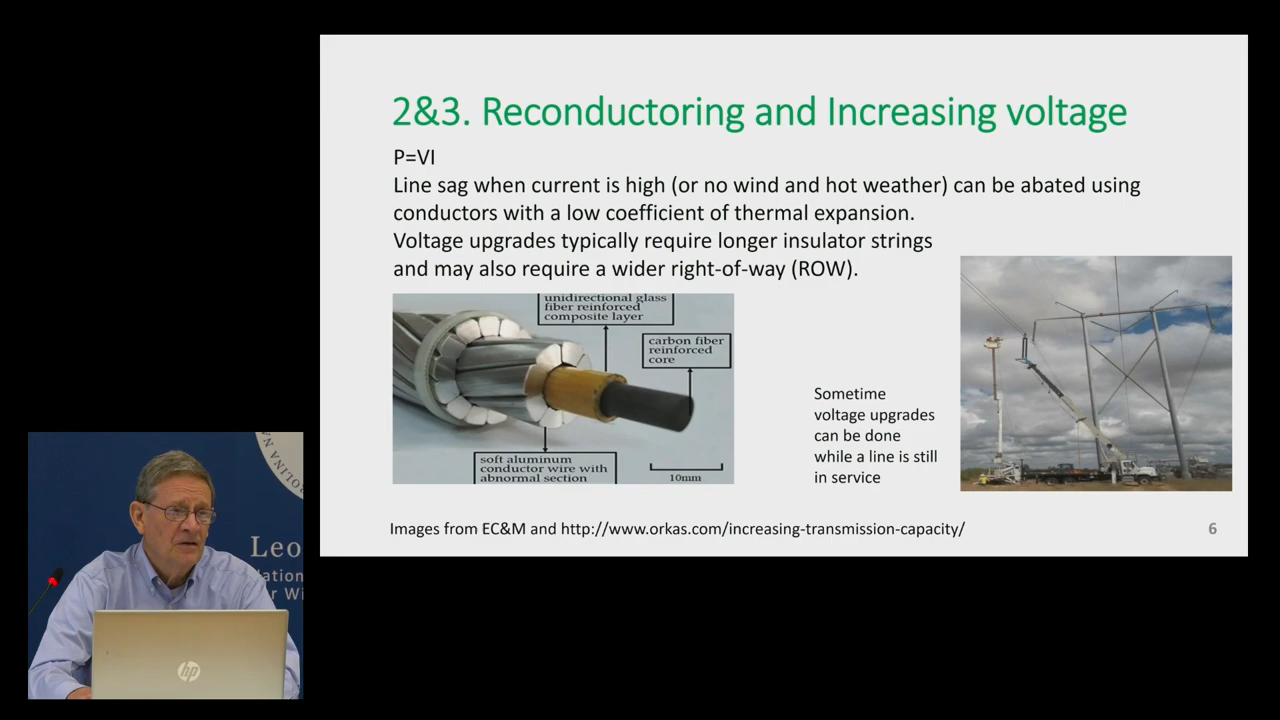 2&3. Reconductoring and Increasing voltage
P=VI
Line sag when current is high (or no wind and hot weather) can be abated using
conductors with a low coefficient of thermal expansion.
Voltage upgrades typically require longer insulator strings
and may also require a wider right-of-way (ROW).
unidirectional glass
fiber reinforced
composite layer
carbon fiber
reinforced
core
soft aluminum
conductor wire with
abnormal section
10mm
Sometime
voltage upgrades
can be done
while a line is still
in service
Images from EC&M and http://www.orkas.com/increasing-transmission-capacity/
6
OLINA
Leo
ation
r Wi
hp